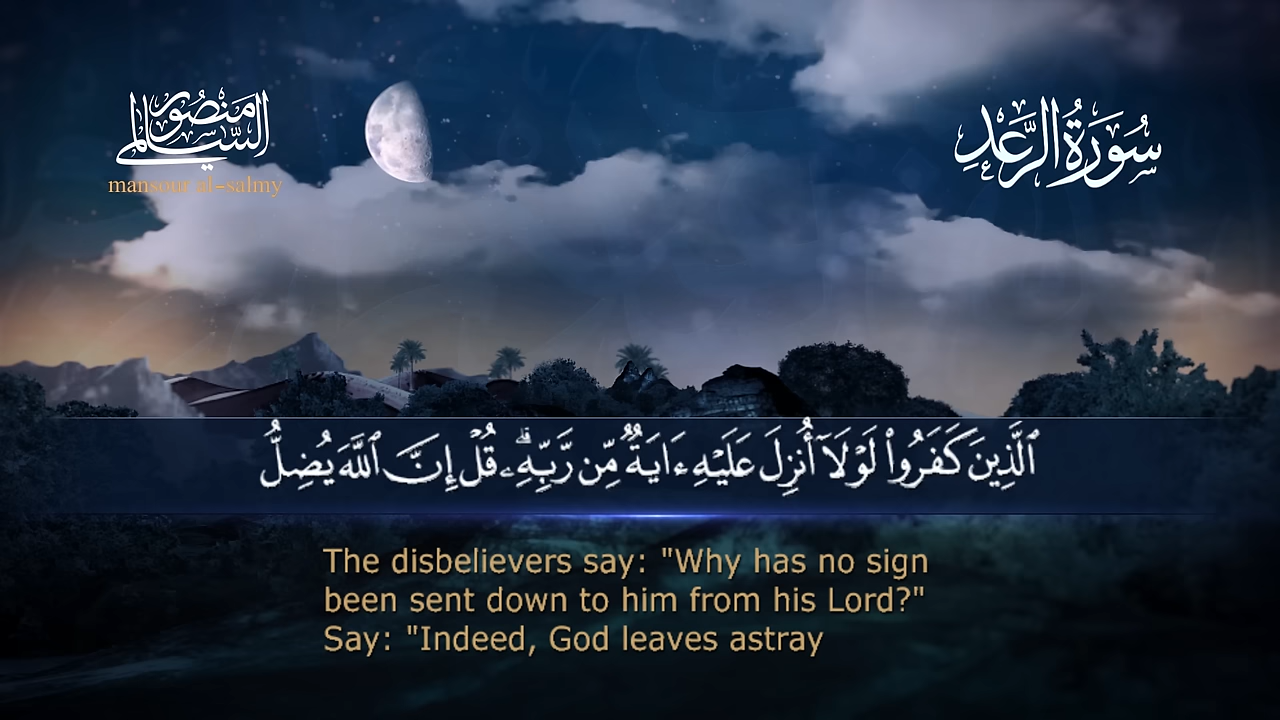 منصور السالمي
mansour al-salmy
سُورَةُ الرَّعْدِ
ٱلَّذِينَ كَفَرُوا۟ لَوْلَآ أُنزِلَ عَلَيْهِ ءَايَةٌ مِّن رَّبِّهِۦ ۗ قُلْ إِنَّ ٱللَّهَ يُضِلُّ
The disbelievers say: "Why has no sign
been sent down to him from his Lord?"
Say: "Indeed, God leaves astray